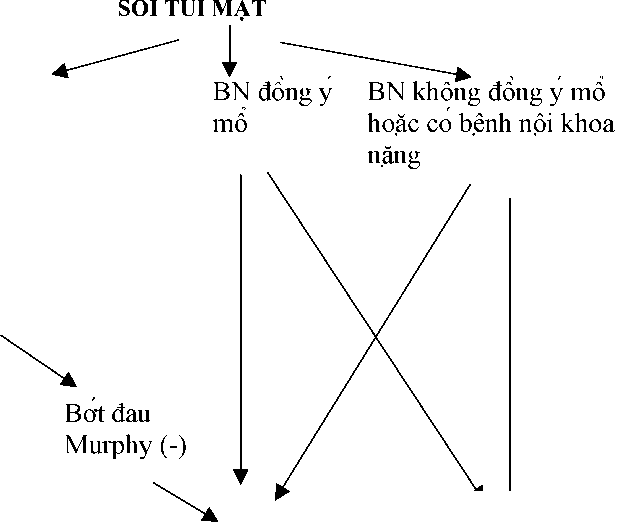 SỎI TÚI MẬT
BN đồng ý
mổ
BN không đồng ý mổ
hoặc có bệnh nội khoa
nặng
Bớt đau
Murphy (-)